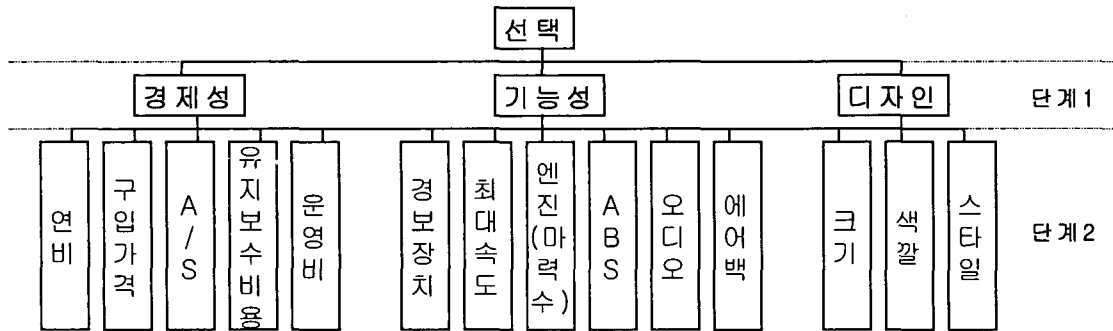 선택
경제성
기능성
디자인
단계1
연비
구입가격
A/S
유지보수비용
운영비
경보장치
최대속도
엔진(마력수)
ABS
오디오
에어백
크기
색깔
스타일
단계2